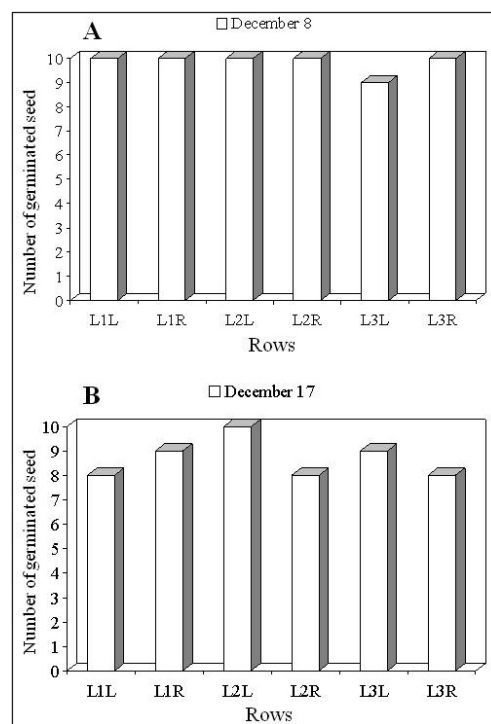 A
December 8
Number of germinated seed
10
9
8
7
6
5
4
3
2
1
0
L1L L1R L2L L2R L3L L3R
Rows
B
December 17
Number of germinated seed
10
9
8
7
6
5
4
3
2
1
0
L1L L1R L2L L2R L3L L3R
Rows